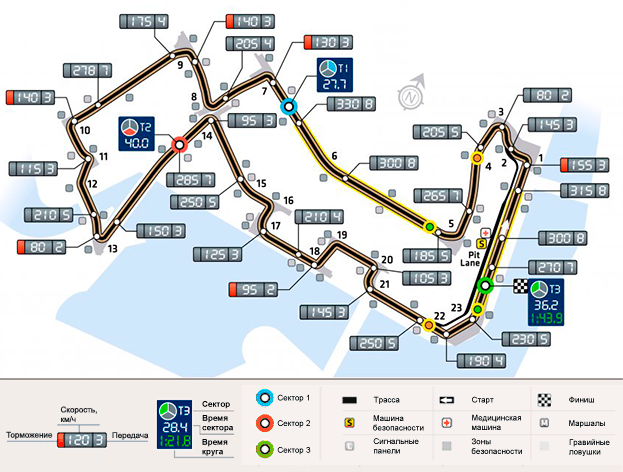 175 4
140 3
205 4
130 3
278 7
9
7
T1
27.7
80 2
140 3
8
330 8
3
10
T2
40.0
14
95 3
205 5
145 3
11
6
4
2
1
115 3
285 7
300 8
155 3
12
250 5
15
265 7
315 8
16
210 5
210 4
5
150 3
17
300 8
80 2
13
125 3
19
185 5
S
Pit
Lane
18
20
270 7
95 2
105 3
T3
36.2
1:43.9
21
145 3
23
22
250 5
230 5
190 4
Скорость,
км/ч
Торможение
120 3
Передача
T3
28.4
1:21.8
Сектор
Время
сектора
Время
круга
Сектор 1
Трасса
Старт
Финиш
Сектор 2
S
Машина
безопасности
Медицинская
машина
Маршалы
Сектор 3
Сигнальные
панели
Зоны
безопасности
Гравийные
ловушки